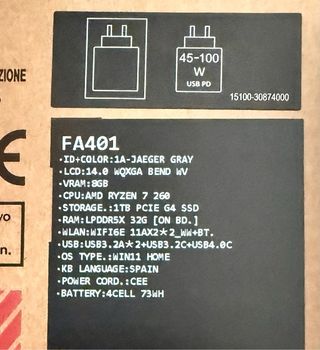 ZIONE
45-100
W
USB PD
15100-30874000
FA401
·ID+COLOR:1A-JAEGER GRAY
·LCD:14.0 WQXGA BEND WV
·VRAM:8GB
·CPU:AMD RYZEN 7 260
·STORAGE.:1TB PCIE G4 SSD
·RAM:LPDDR5X 32G [ON BD.]
·WLAN:WIFI6E 11AX2*2_WW+BT.
·USB:USB3.2A*2+USB3.2C+USB4.0C
·OS TYPE.:WIN11 HOME
·KB LANGUAGE:SPAIN
·POWER CORD.:CEE
·BATTERY:4CELL 73WH
CE
vo
n.